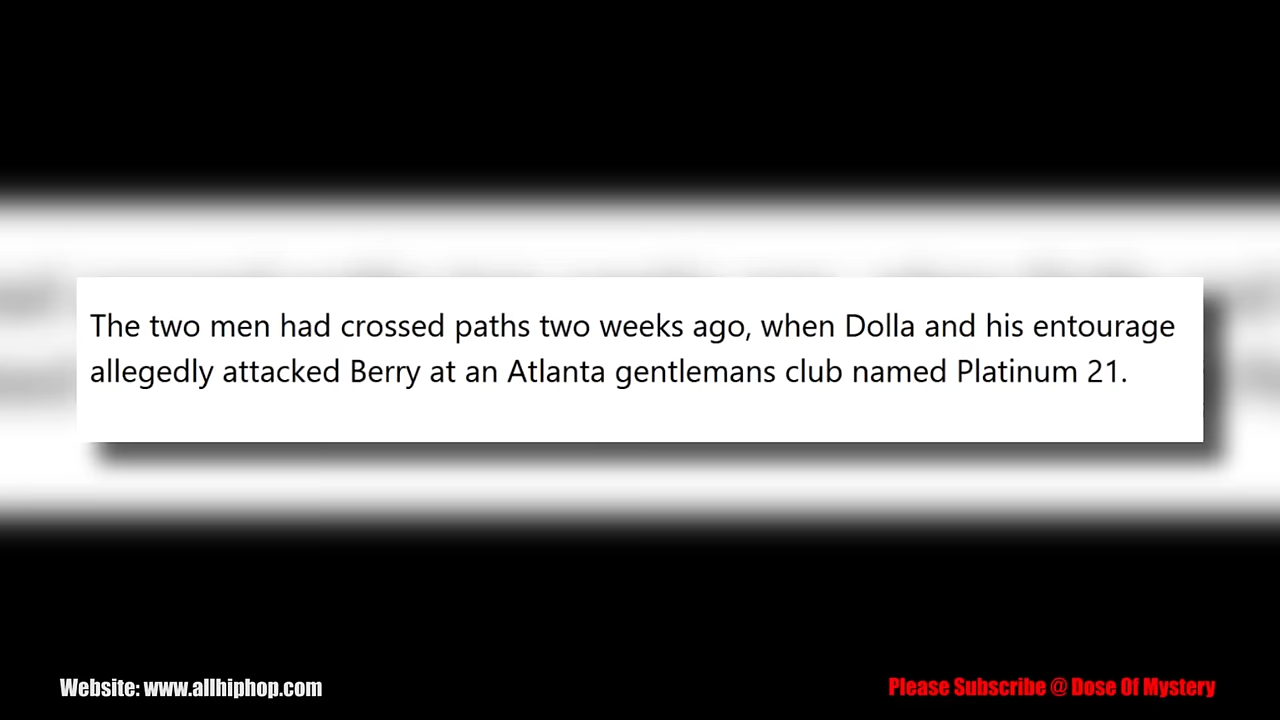 The two men had crossed paths two weeks ago, when Dolla and his entourage
allegedly attacked Berry at an Atlanta gentlemans club named Platinum 21.
Website: www.allhiphop.com
Please Subscribe @ Dose Of Mystery